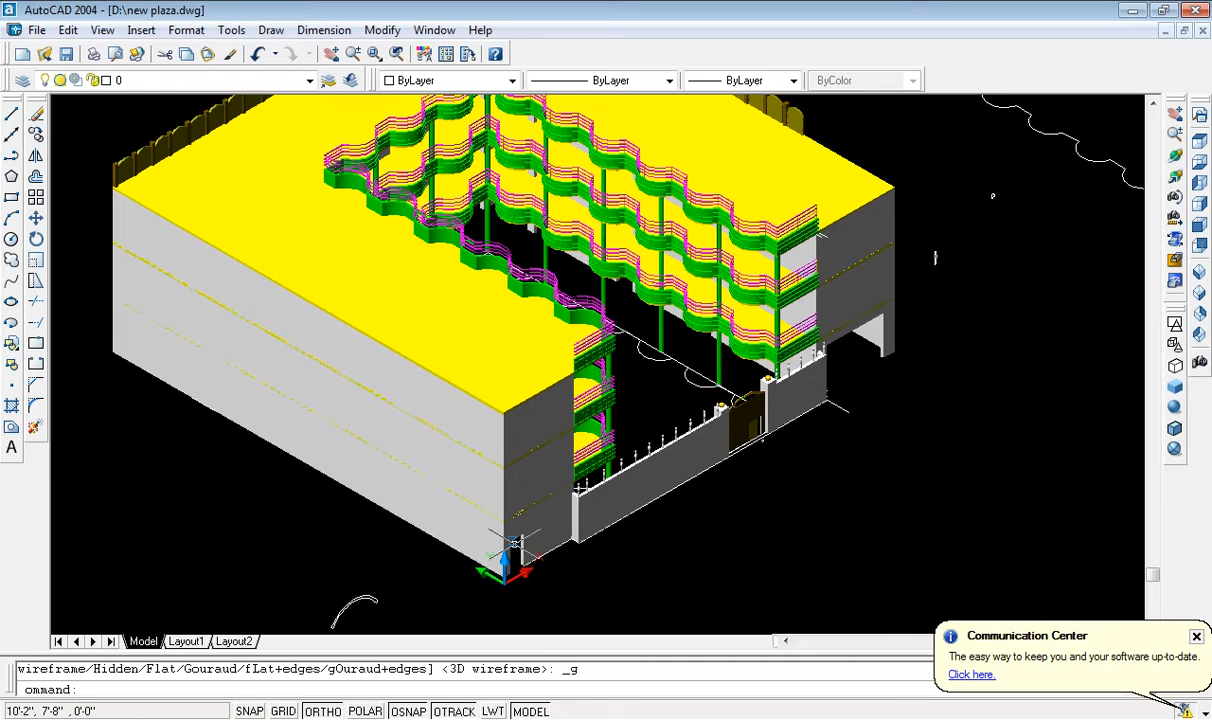 AutoCAD 2004 - [D:\new plaza.dwg]
File Edit View Insert Format Tools Draw Dimension Modify Window Help
0 ByLayer ByLayer ByLayer ByColor
A
Model Layout1 Layout2
Communication Center
The easy way to keep you and your software up-to-date.
Click here.
wireframe/Hidden/Flat/Gouraud/fLat+edges/gOuraud+edges] <3D wireframe>: _g
ommand:
10'-2", 7'-8" ,0'-0" SNAP GRID ORTHO POLAR OSNAP OTRACK LWT MODEL